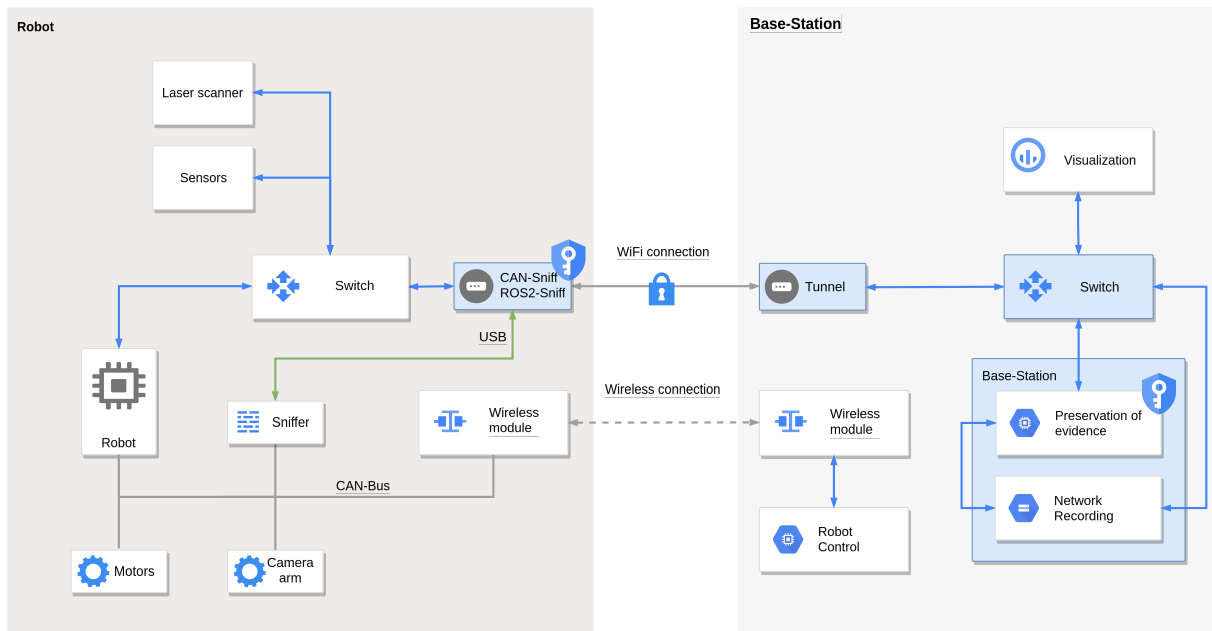 Robot
Base-Station
Laser scanner
Sensors
Visualization
WiFi connection
Switch
CAN-Sniff
ROS2-Sniff
Tunnel
Switch
USB
Base-Station
Wireless connection
Robot
Sniffer
Wireless
module
Wireless
module
Preservation of
evidence
CAN-Bus
Network
Recording
Robot
Control
Motors
Camera
arm